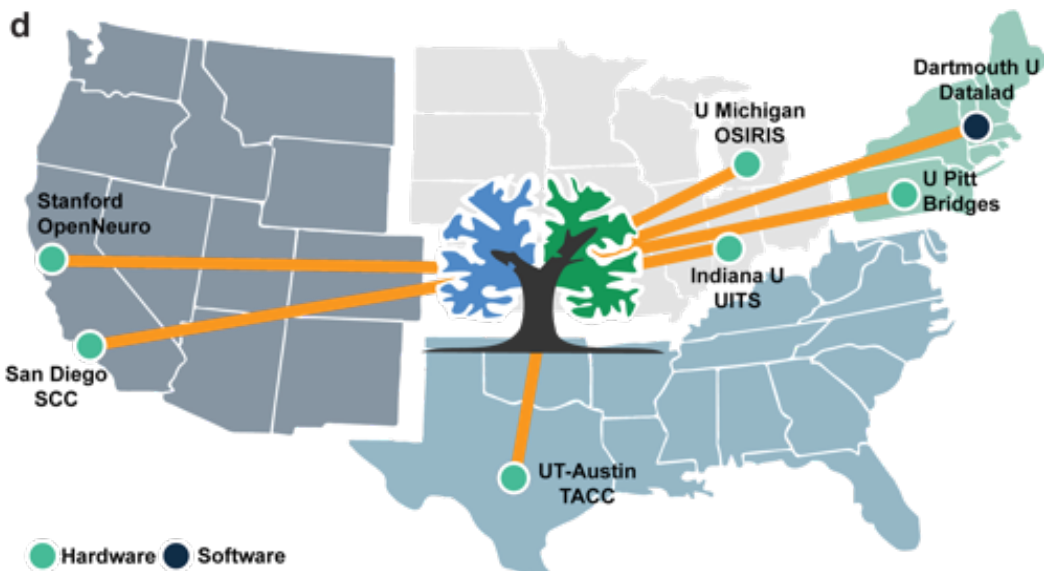 d
Dartmouth U
Datalad
U Michigan
OSIRIS
U Pitt
Bridges
Stanford
OpenNeuro
Indiana U
UITS
San Diego
SCC
UT-Austin
TACC
Hardware
Software